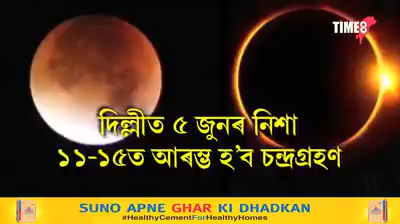 TIME8
দিল্লীত ৫ জুনৰ নিশা
১১-১৫ত আৰম্ভ হ'ব চন্দ্ৰগ্ৰহণ
SUNO APNE GHAR KI DHADKAN
#HealthyCementForHealthyHomes